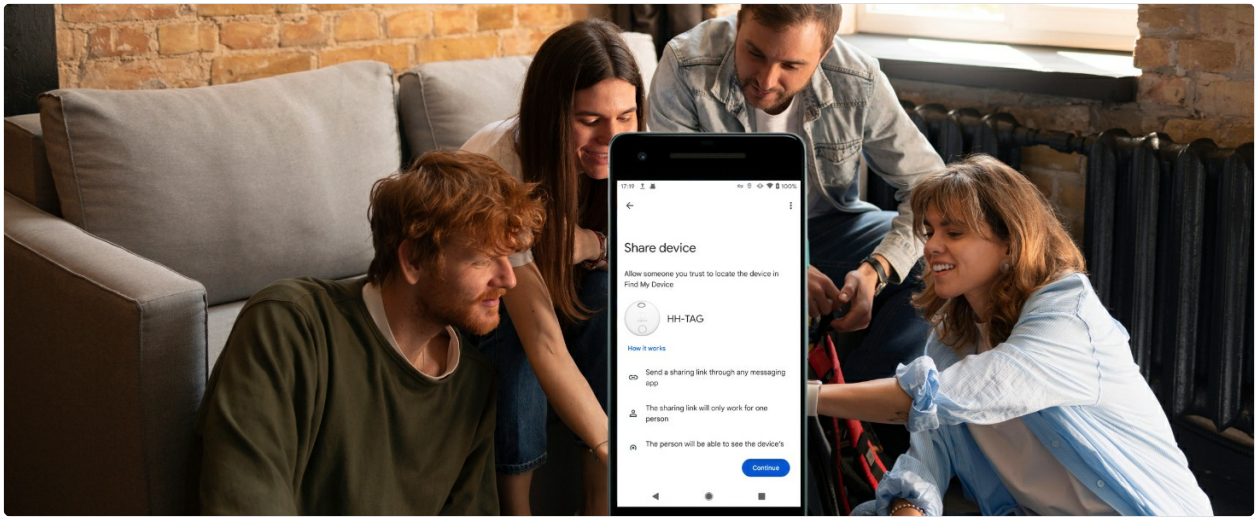 17:19
100%
Share device
Allow someone you trust to locate the device in
Find My Device
HH-TAG
How it works
Send a sharing link through any messaging
app
The sharing link will only work for one
person
The person will be able to see the device's
Continue